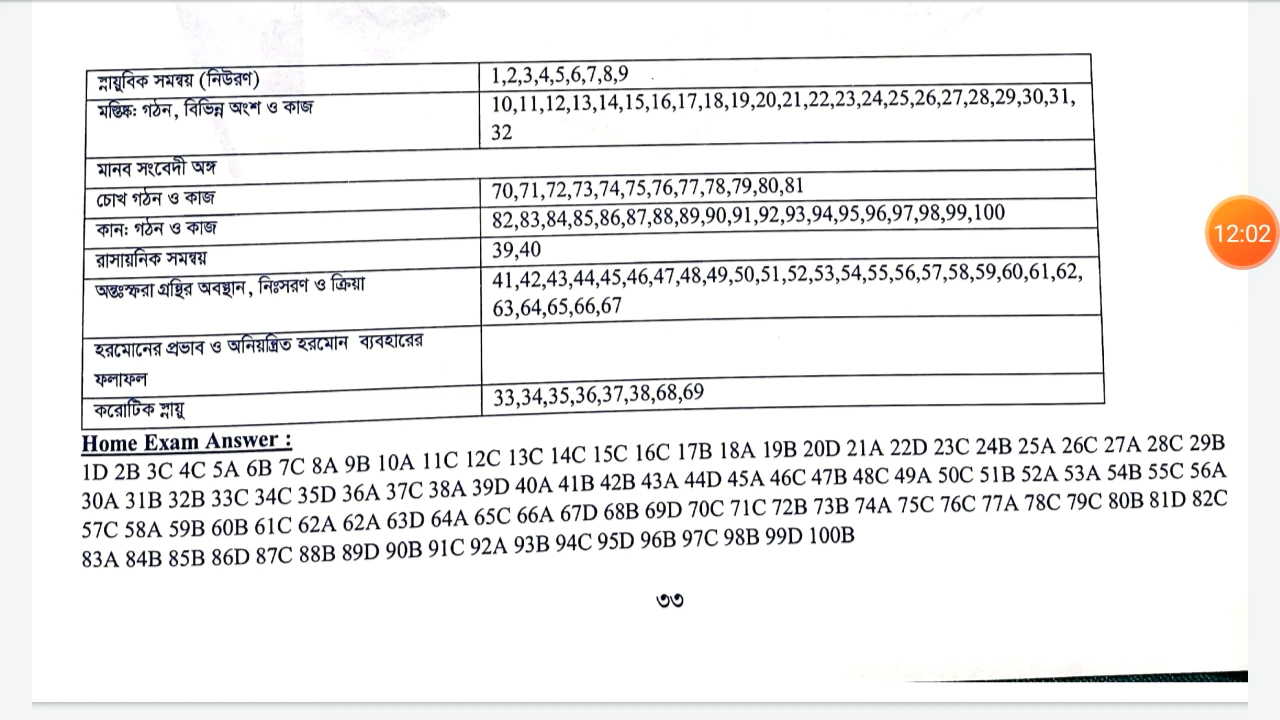 স্নায়ুবিক সমন্বয় (নিউরণ) 1,2,3,4,5,6,7,8,9
মস্তিষ্ক: গঠন, বিভিন্ন অংশ ও কাজ 10,11,12,13,14,15,16,17,18,19,20,21,22,23,24,25,26,27,28,29,30,31,
32
মানব সংবেদী অঙ্গ
চোখ গঠন ও কাজ 70,71,72,73,74,75,76,77,78,79,80,81
কান: গঠন ও কাজ 82,83,84,85,86,87,88,89,90,91,92,93,94,95,96,97,98,99,100
রাসায়নিক সমন্বয় 39,40
অন্তঃক্ষরা গ্রন্থির অবস্থান, নিঃসরণ ও ক্রিয়া 41,42,43,44,45,46,47,48,49,50,51,52,53,54,55,56,57,58,59,60,61,62,
63,64,65,66,67
হরমোনের প্রভাব ও অনিয়ন্ত্রিত হরমোন ব্যবহারের
ফলাফল
করোটিক স্নায়ু 33,34,35,36,37,38,68,69
Home Exam Answer :
1D 2B 3C 4C 5A 6B 7C 8A 9B 10A 11C 12C 13C 14C 15C 16C 17B 18A 19B 20D 21A 22D 23C 24B 25A 26C 27A 28C 29B
30A 31B 32B 33C 34C 35D 36A 37C 38A 39D 40A 41B 42B 43A 44D 45A 46C 47B 48C 49A 50C 51B 52A 53A 54B 55C 56A
57C 58A 59B 60B 61C 62A 62A 63D 64A 65C 66A 67D 68B 69D 70C 71C 72B 73B 74A 75C 76C 77A 78C 79C 80B 81D 82C
83A 84B 85B 86D 87C 88B 89D 90B 91C 92A 93B 94C 95D 96B 97C 98B 99D 100B
৩৩
12:02